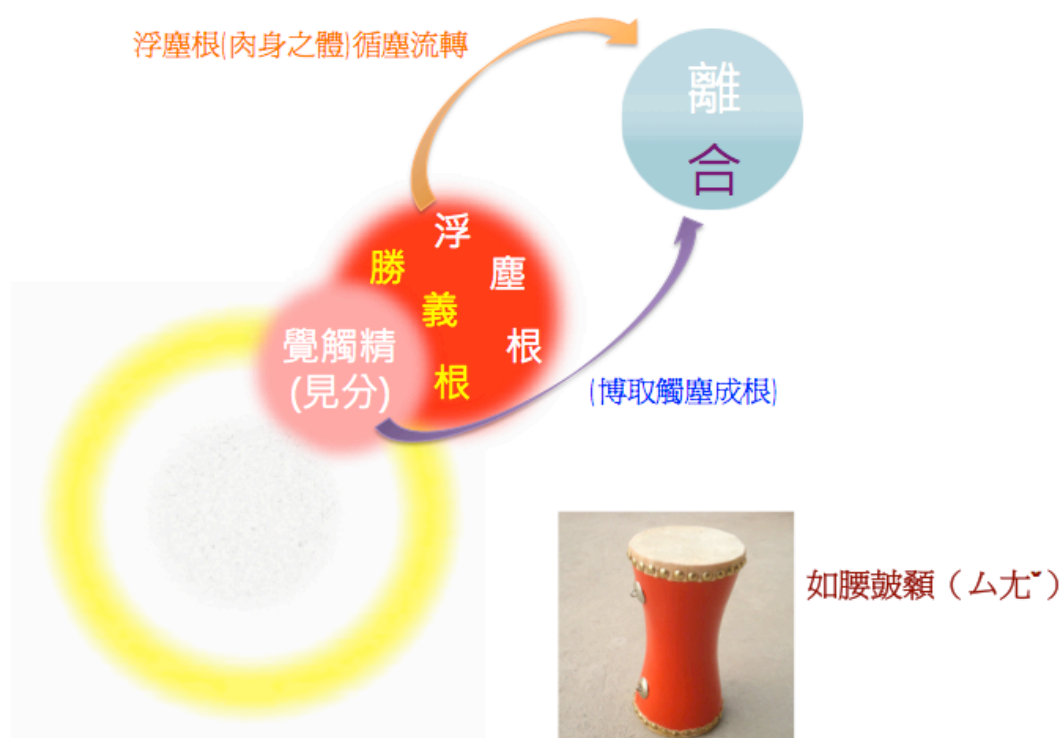 浮塵根(肉身之體)循塵流轉
離
合
浮塵根
勝義根
覺觸精
(見分)
(博取觸塵成根)
如腰鼓顙（ㄙㄤˇ）